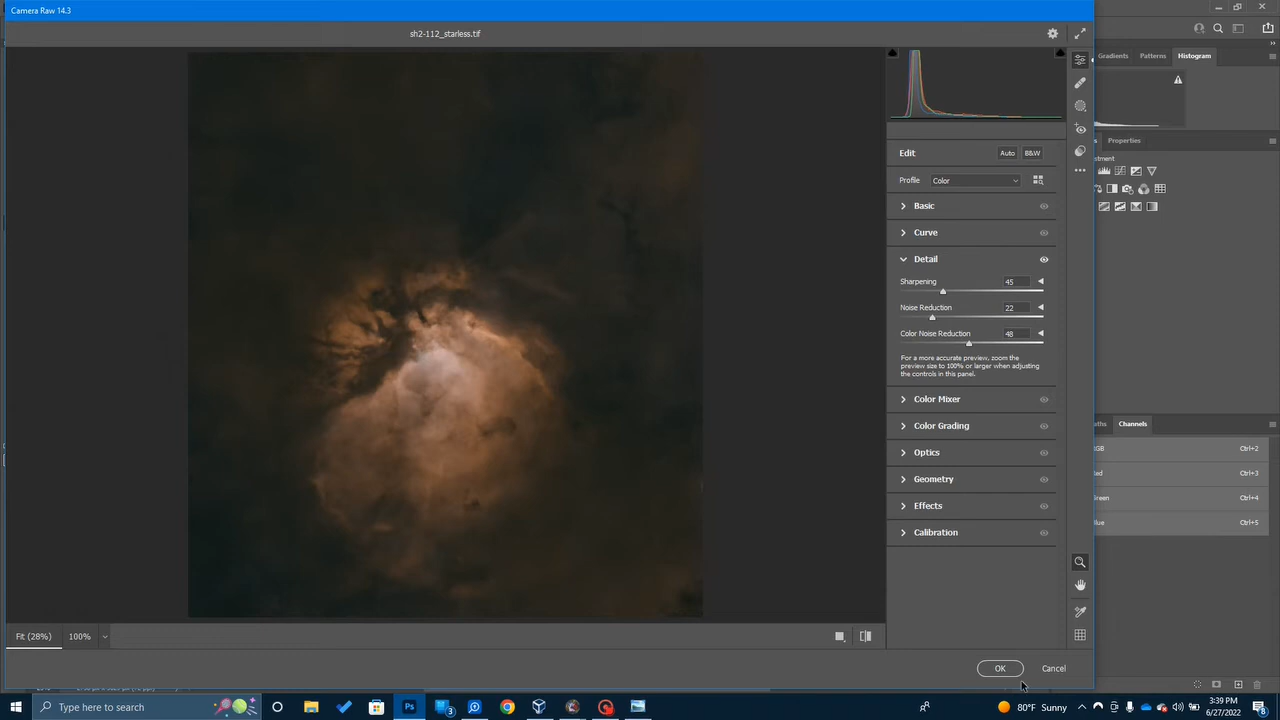 Camera Raw 14.3
sh2-112_starless.tif
Gradients
Patterns
Histogram
Edit
Auto
B&W
Properties
Profile
Color
Basic
Curve
Detail
Sharpening
45
Noise Reduction
22
Color Noise Reduction
48
For a more accurate preview, zoom the
preview size to 100% or larger when adjusting
the controls in this panel.
Color Mixer
Color Grading
Channels
Ctrl+2
Optics
Ctrl+3
Geometry
Ctrl+4
Effects
Ctrl+5
Calibration
Fit (28%)
100%
OK
Cancel
Type here to search
80°F Sunny
3:39 PM
6/27/2022